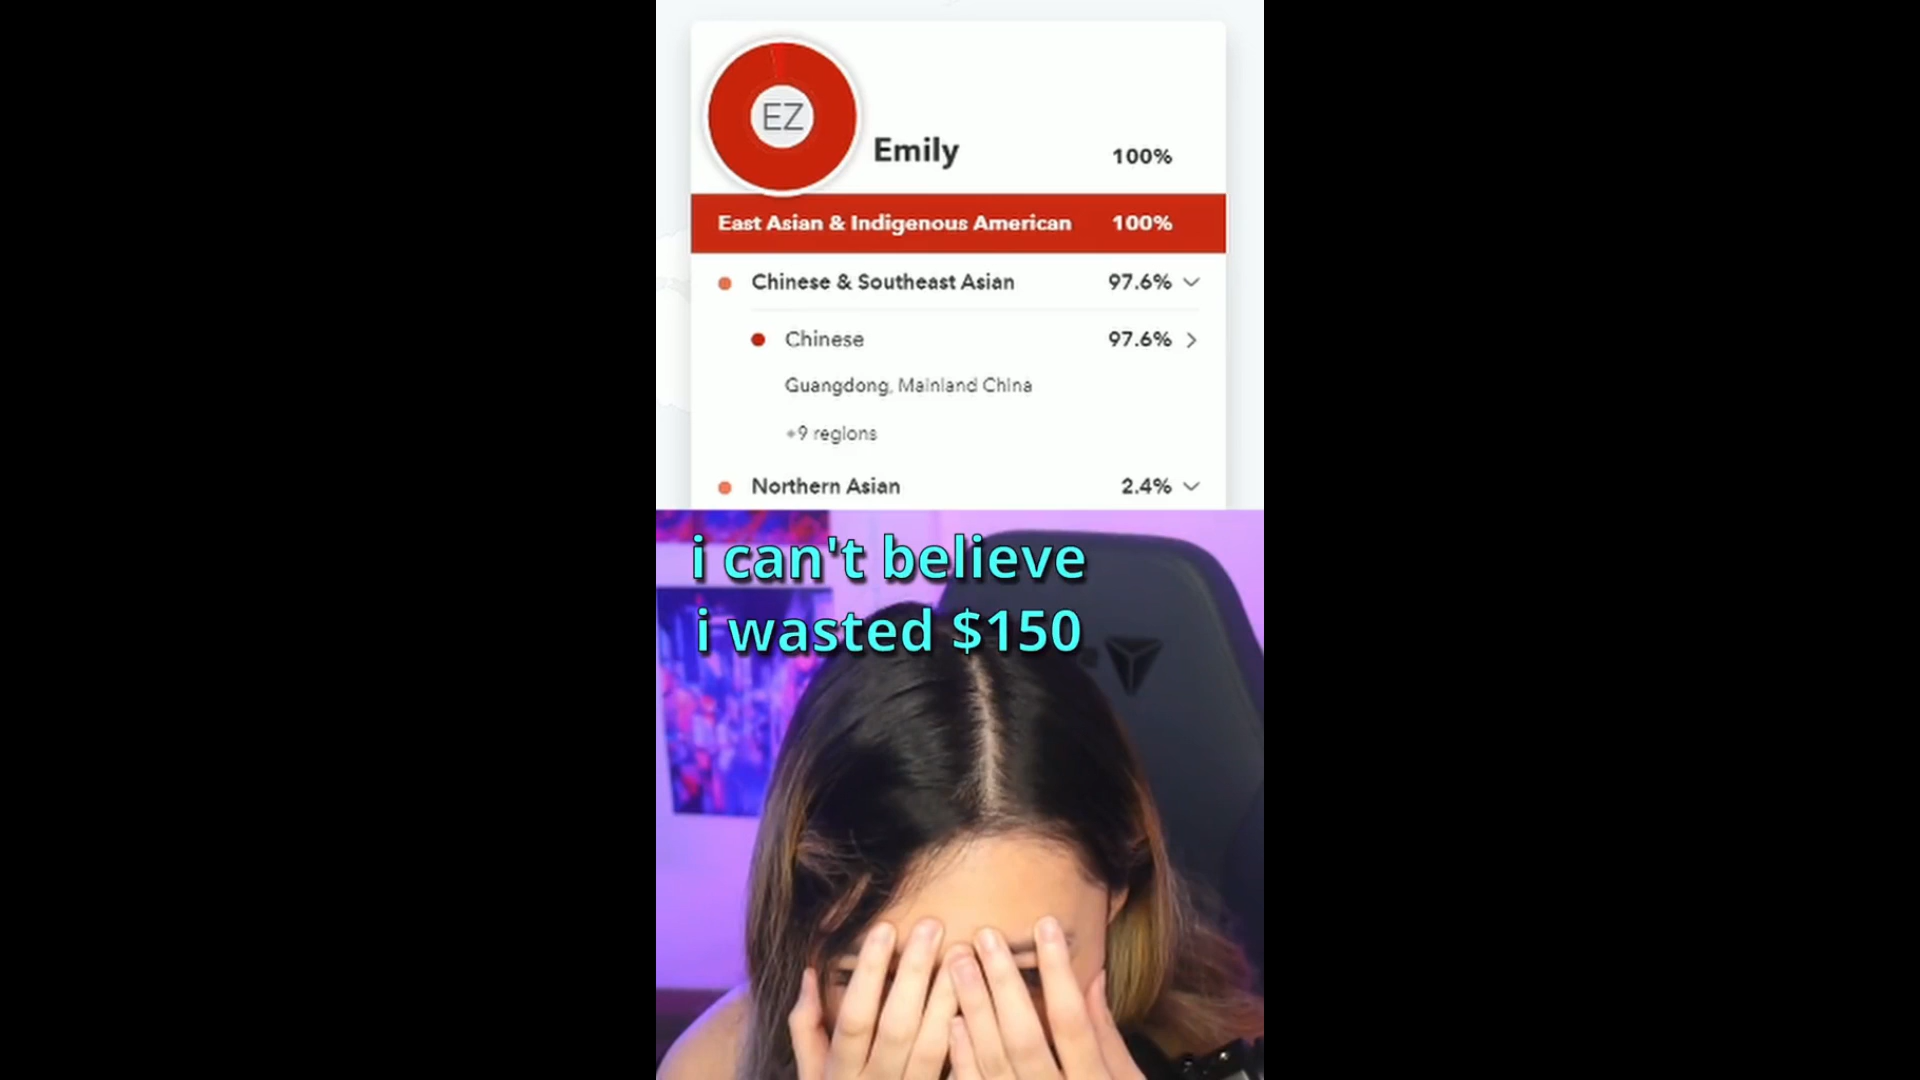 EZ
Emily 100%
East Asian & Indigenous American 100%
Chinese & Southeast Asian 97.6%
Chinese 97.6%
Guangdong, Mainland China
+9 regions
Northern Asian 2.4%
i can't believe
i wasted $150